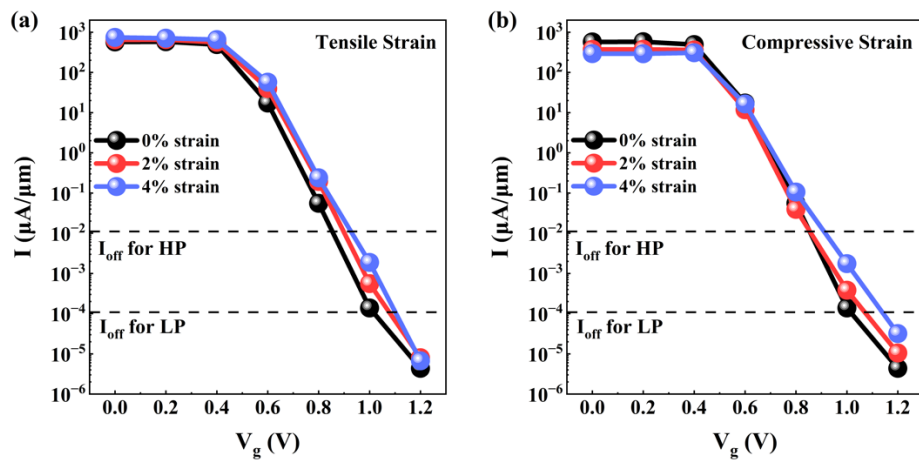 (a)
Tensile Strain
10³
10²
10¹
10⁰
10⁻¹
10⁻²
10⁻³
10⁻⁴
10⁻⁵
10⁻⁶
I (μA/μm)
0% strain
2% strain
4% strain
I_off for HP
I_off for LP
0.0 0.2 0.4 0.6 0.8 1.0 1.2
V_g (V)
(b)
Compressive Strain
10³
10²
10¹
10⁰
10⁻¹
10⁻²
10⁻³
10⁻⁴
10⁻⁵
10⁻⁶
I (μA/μm)
0% strain
2% strain
4% strain
I_off for HP
I_off for LP
0.0 0.2 0.4 0.6 0.8 1.0 1.2
V_g (V)